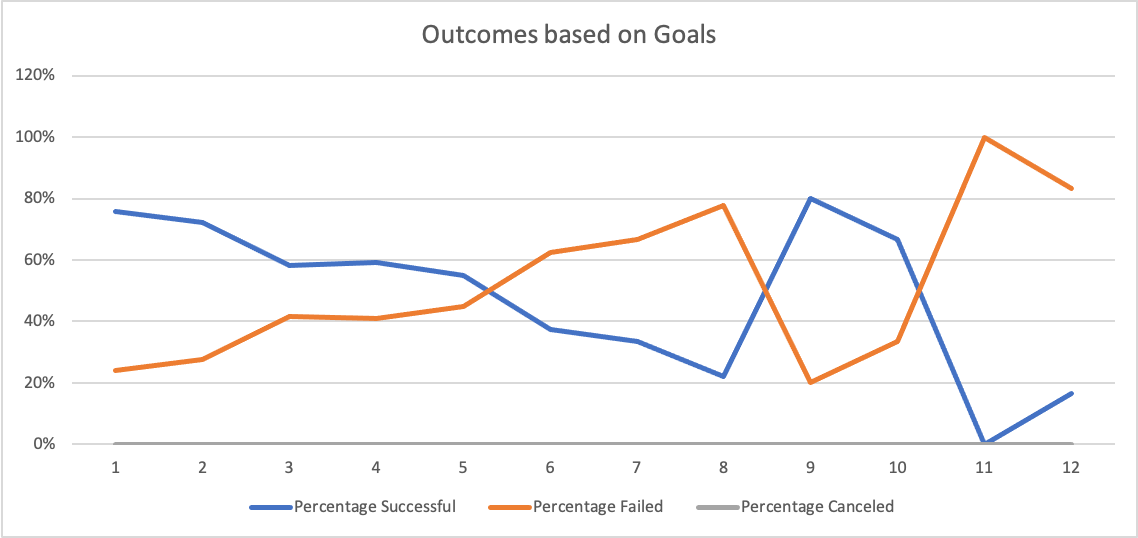 Outcomes based on Goals
120%
100%
80%
60%
40%
20%
0%
1 2 3 4 5 6 7 8 9 10 11 12
Percentage Successful Percentage Failed Percentage Canceled